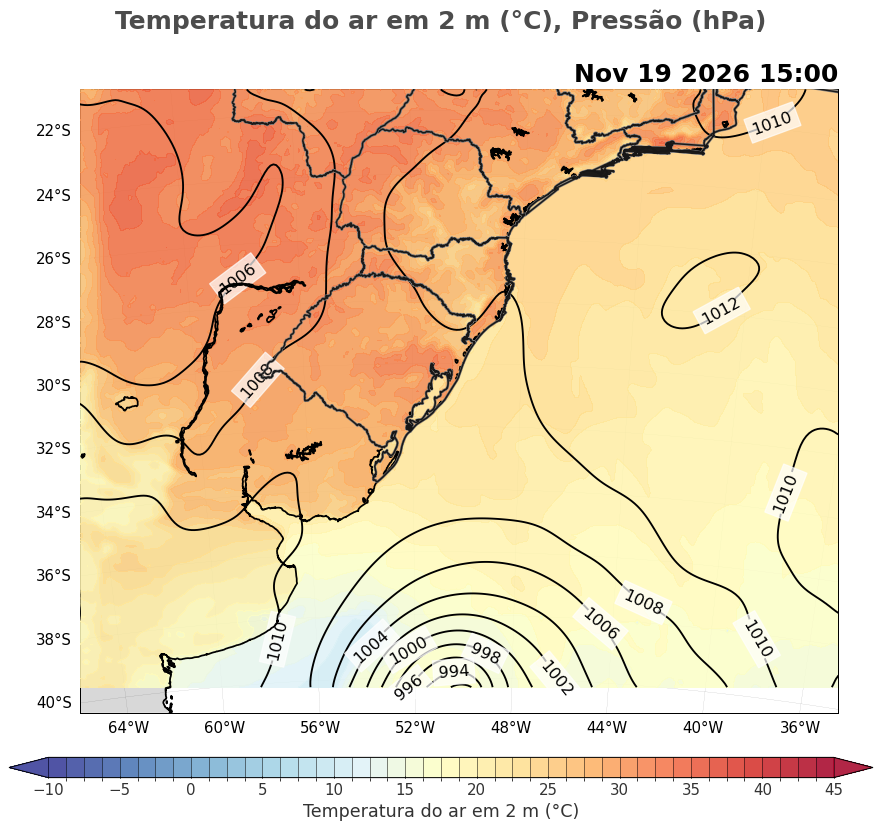 Temperatura do ar em 2 m (°C), Pressão (hPa)
Nov 19 2026 15:00
22°S
24°S
26°S
28°S
30°S
32°S
34°S
36°S
38°S
40°S
1010
1006
1012
1008
1010
1008
1006
1010
1010
1004
1000
998
994
996
1002
64°W
60°W
56°W
52°W
48°W
44°W
40°W
36°W
−10
−5
0
5
10
15
20
25
30
35
40
45
Temperatura do ar em 2 m (°C)